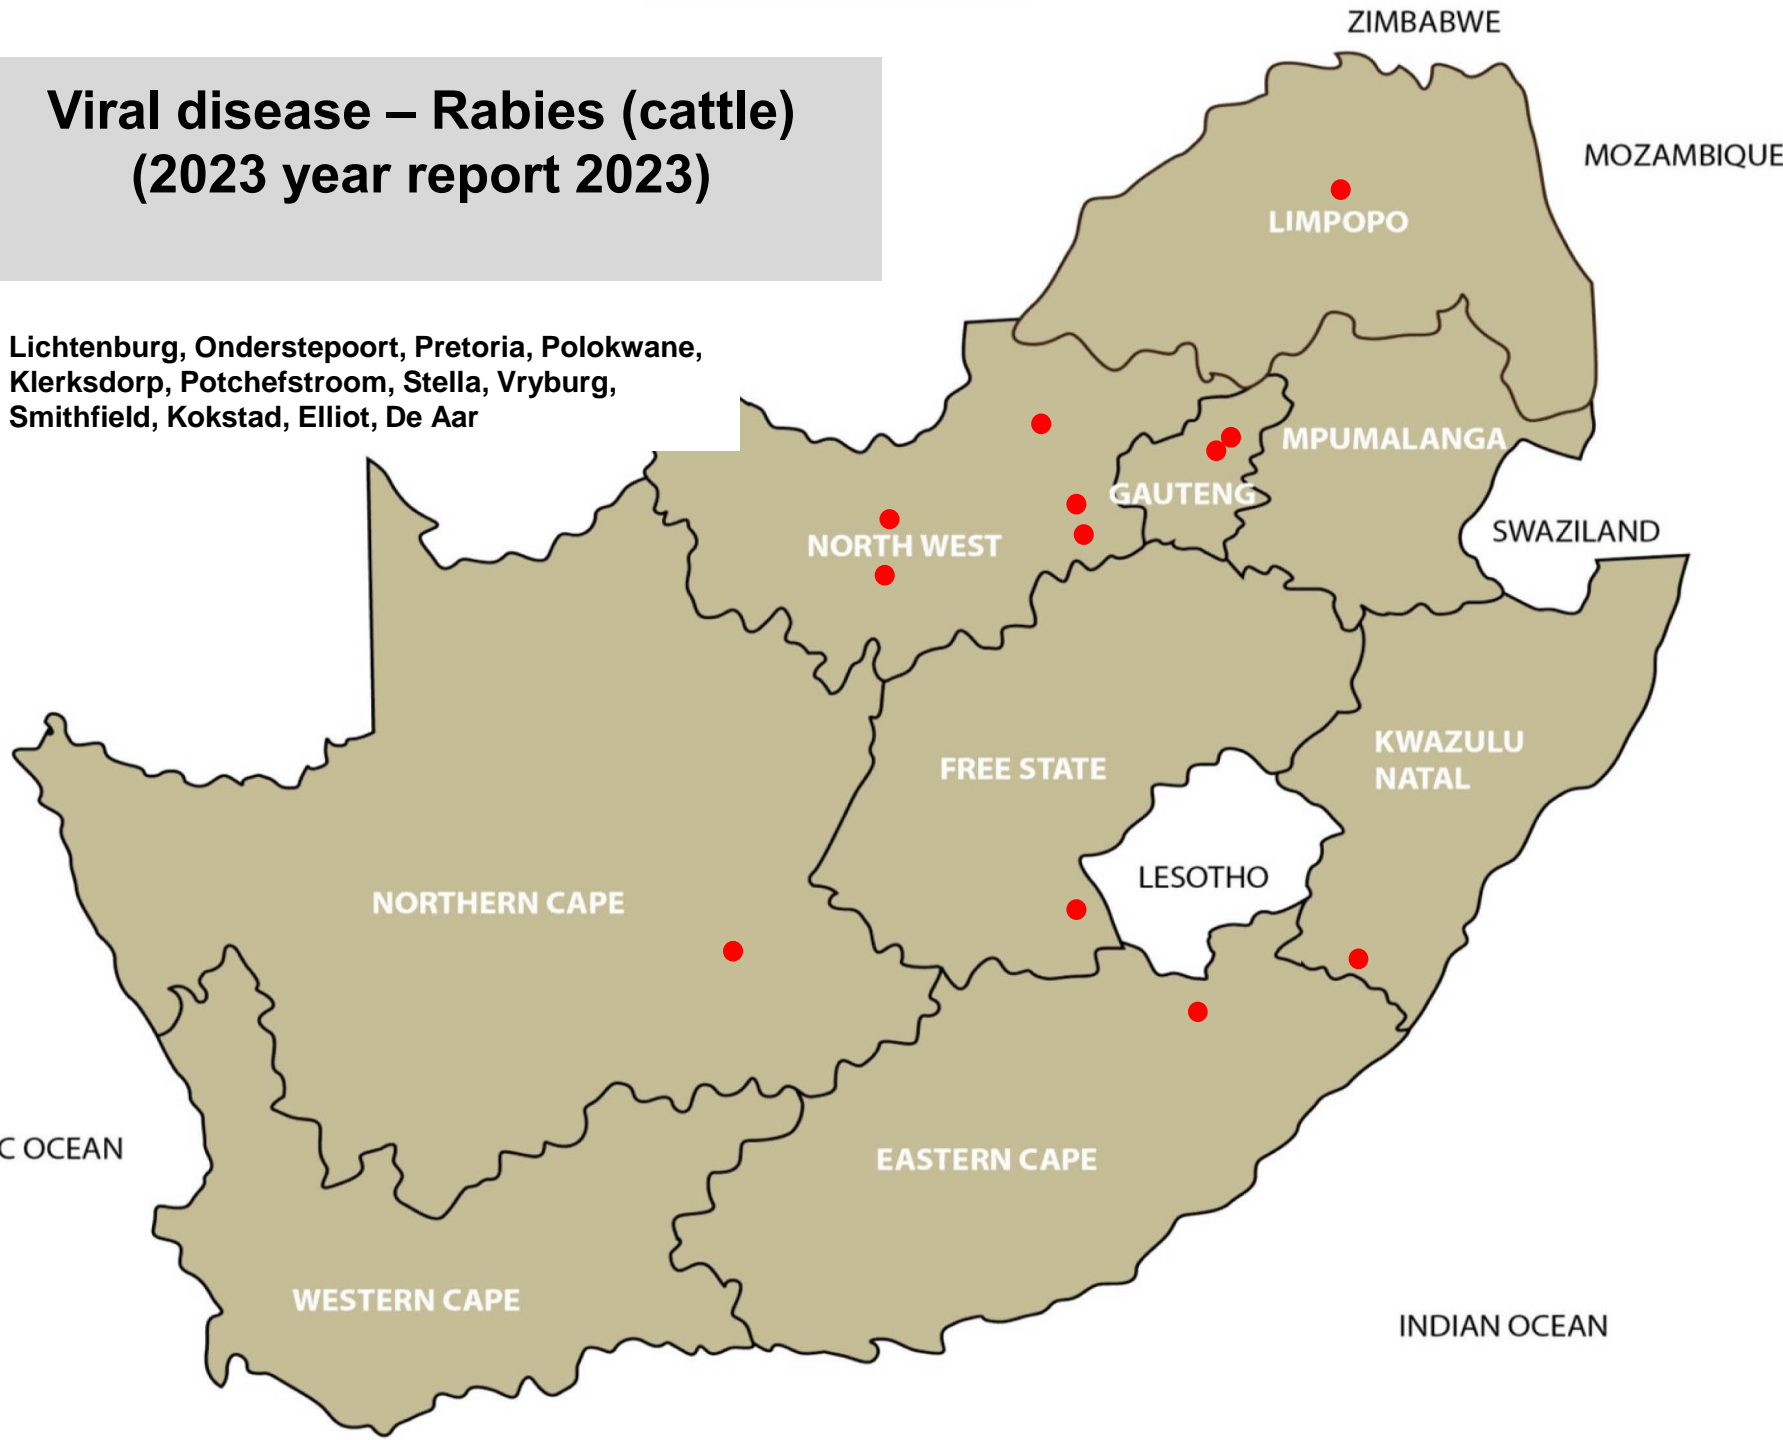 ZIMBABWE
Viral disease – Rabies (cattle)
(2023 year report 2023)
MOZAMBIQUE
LIMPOPO
Lichtenburg, Onderstepoort, Pretoria, Polokwane,
Klerksdorp, Potchefstroom, Stella, Vryburg,
Smithfield, Kokstad, Elliot, De Aar
MPUMALANGA
GAUTENG
SWAZILAND
NORTH WEST
KWAZULU
NATAL
FREE STATE
LESOTHO
NORTHERN CAPE
C OCEAN
EASTERN CAPE
WESTERN CAPE
INDIAN OCEAN